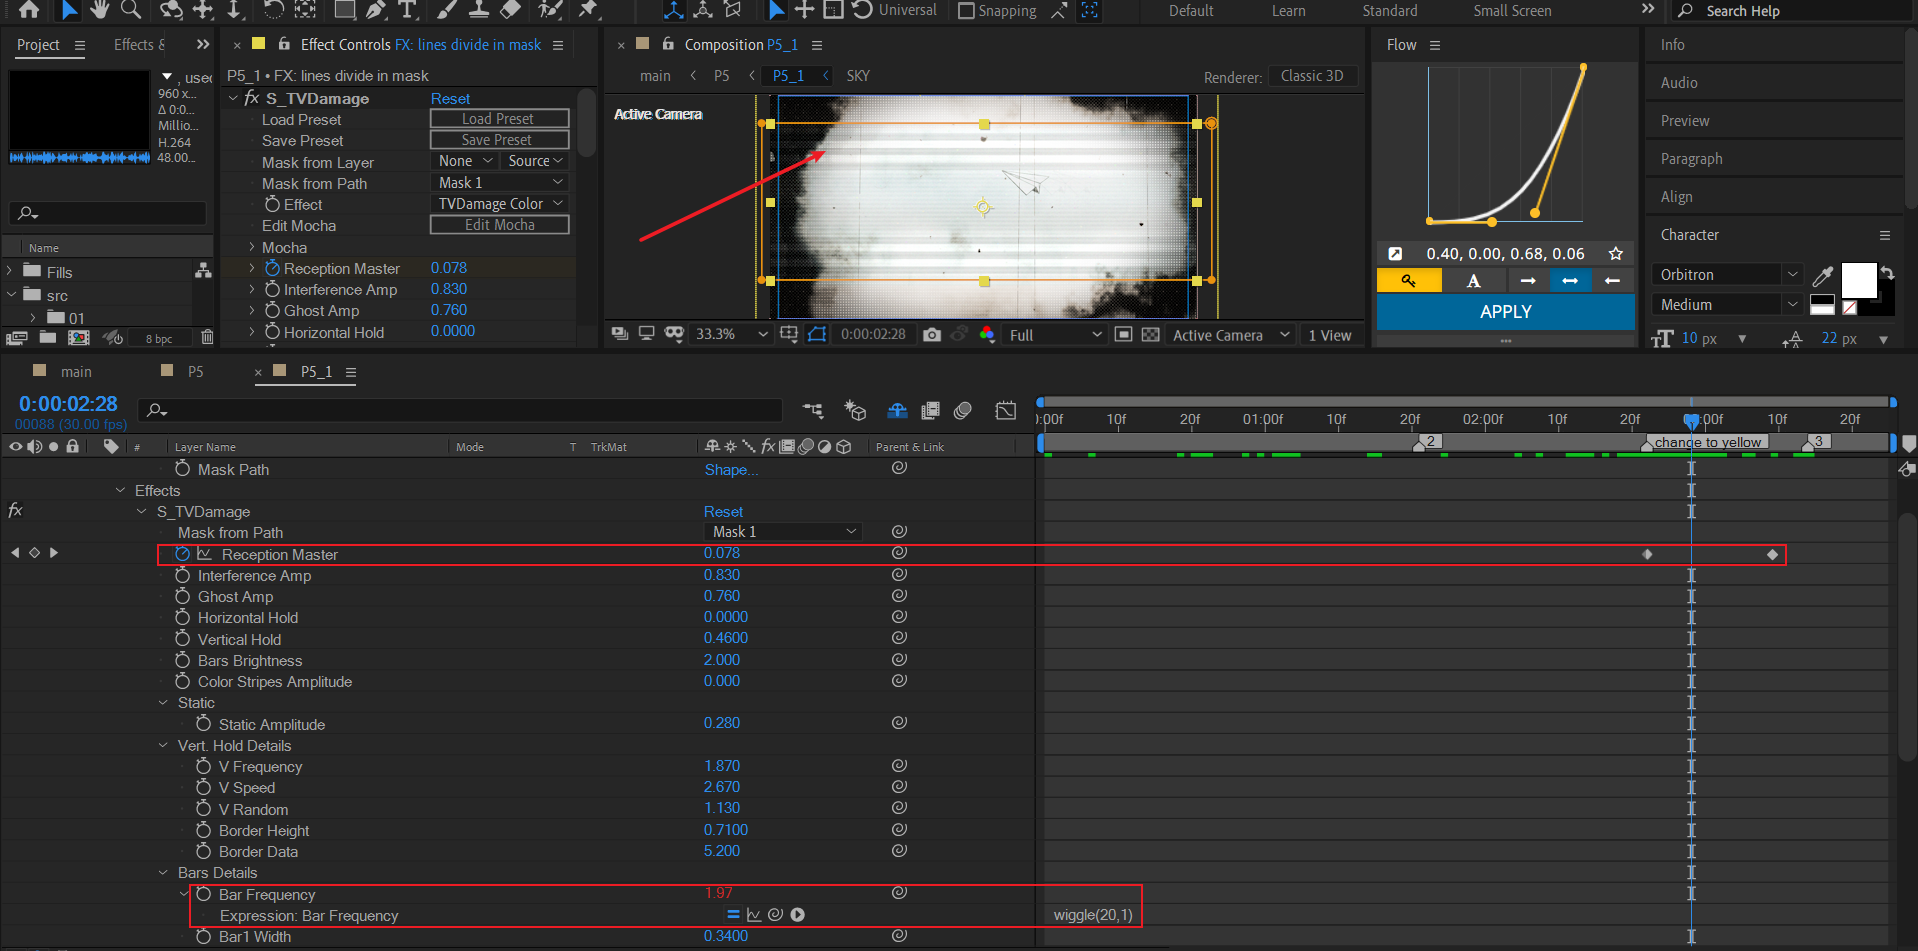 Universal
Snapping
Default
Learn
Standard
Small Screen
Search Help
Project
Effects &
Effect Controls FX: lines divide in mask
Composition P5_1
Flow
Info
, used
960 x...
Δ 0:0...
Millio...
H.264
48.00...
P5_1 • FX: lines divide in mask
fx S_TVDamage Reset
Load Preset Load Preset
Save Preset Save Preset
Mask from Layer None Source
Mask from Path Mask 1
Effect TVDamage Color
Edit Mocha Edit Mocha
Mocha
Reception Master 0.078
Interference Amp 0.830
Ghost Amp 0.760
Horizontal Hold 0.0000
Name
Fills
src
01
8 bpc
main P5 P5_1 SKY
Renderer: Classic 3D
Active Camera
33.3%
0:00:02:28
Full
Active Camera
1 View
0.40, 0.00, 0.68, 0.06
A
APPLY
Audio
Preview
Paragraph
Align
Character
Orbitron
Medium
10 px
22 px
main
P5
P5_1
0:00:02:28
00088 (30.00 fps)
):00f 10f 20f 01:00f 10f 20f 02:00f 10f 20f :00f 10f 20f
# Layer Name Mode T TrkMat fx Parent & Link
2 change to yellow 3
Mask Path Shape...
Effects
fx S_TVDamage Reset
Mask from Path Mask 1
Reception Master 0.078
Interference Amp 0.830
Ghost Amp 0.760
Horizontal Hold 0.0000
Vertical Hold 0.4600
Bars Brightness 2.000
Color Stripes Amplitude 0.000
Static
Static Amplitude 0.280
Vert. Hold Details
V Frequency 1.870
V Speed 2.670
V Random 1.130
Border Height 0.7100
Border Data 5.200
Bars Details
Bar Frequency 1.97
Expression: Bar Frequency wiggle(20,1)
Bar1 Width 0.3400